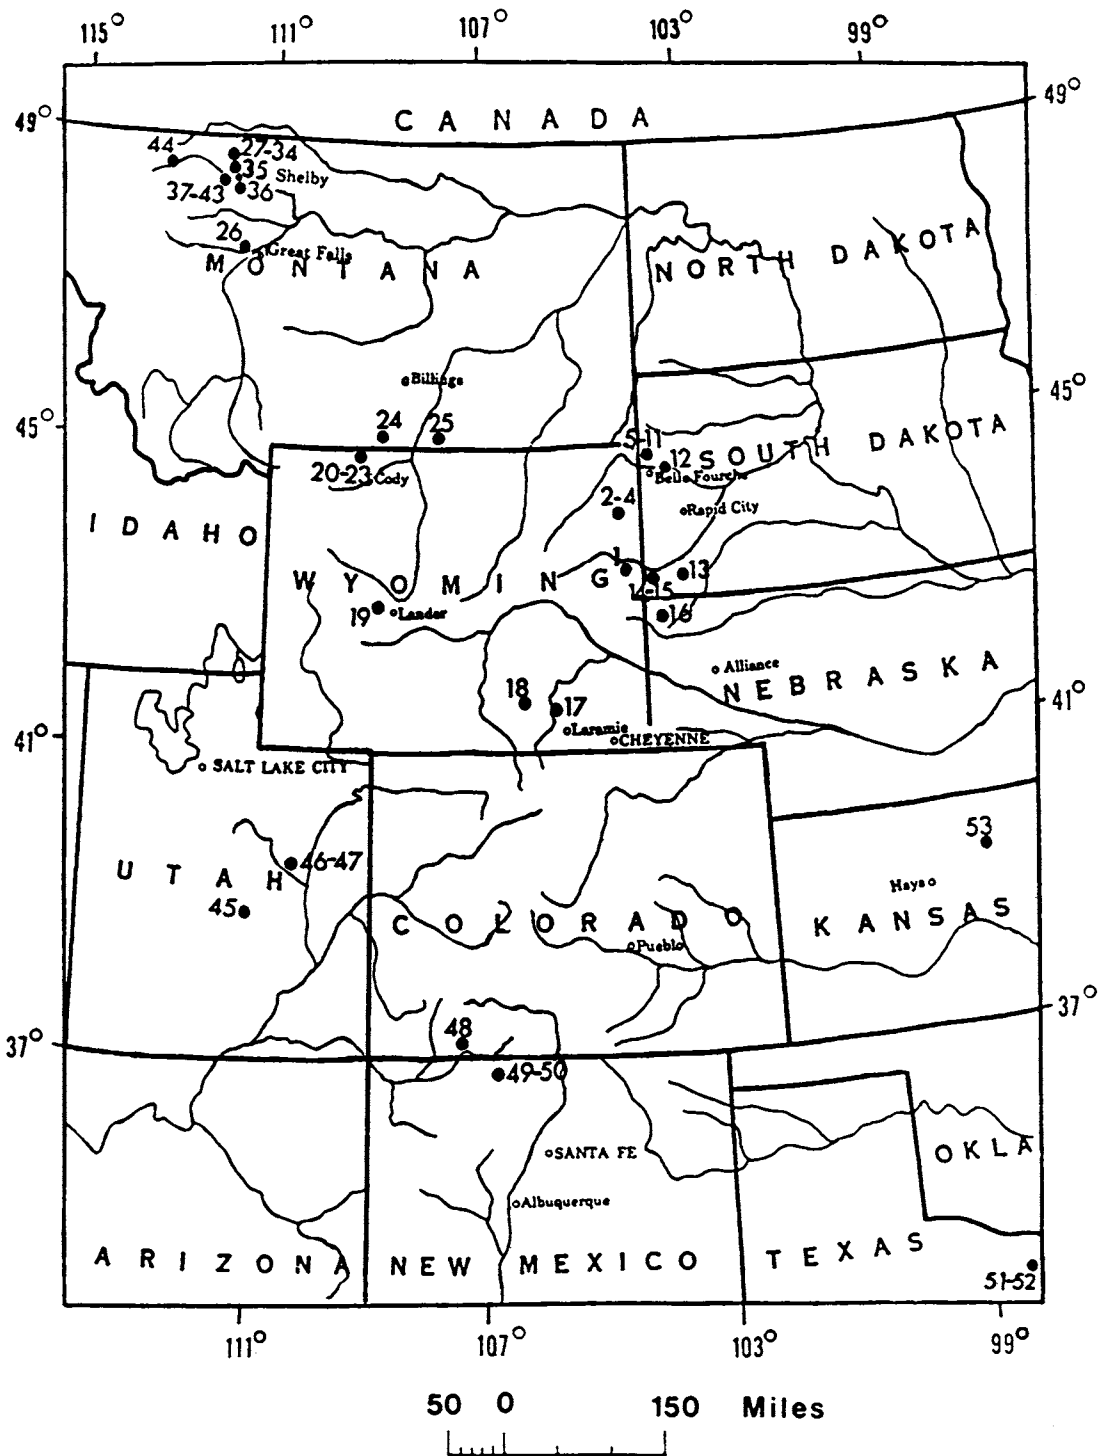 115° 111° 107° 103° 99°
49° CANADA 49°
44 27-34
35 Shelby
37-43 36
26
Great Falls
MONTANA NORTH DAKOTA
Billings
45° 45°
24 25 5-11
12 SOUTH DAKOTA
20-23 Cody Belle Fourche
2-4 Rapid City
IDAHO
1 13
WYOMING 14-15
19 Lander 16
Alliance
NEBRASKA
18 17 41°
Laramie
41° CHEYENNE
SALT LAKE CITY
53
46-47
UTAH Hays
45
COLORADO KANSAS
Pueblo
37°
37° 48
49-50
SANTA FE OKLA
Albuquerque
ARIZONA NEW MEXICO TEXAS
51-52
111° 107° 103° 99°
50 0 150 Miles